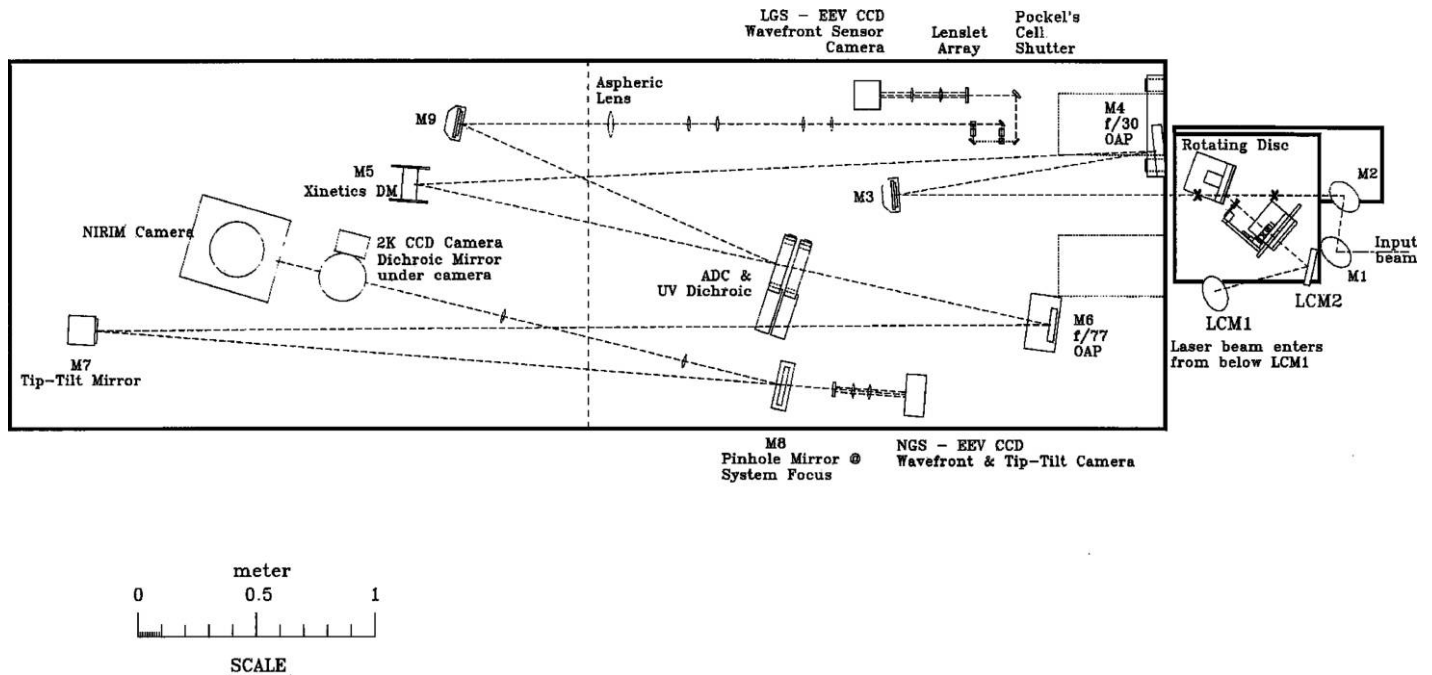 LGS – EEV CCD
Wavefront Sensor
Camera
Lenslet
Array
Pockel's
Cell
Shutter
Aspheric
Lens
M9
M4
f/30
OAP
Rotating Disc
M5
Xinetics DM
M3
M2
NIRIM Camera
2K CCD Camera
Dichroic Mirror
under camera
Input
beam
M1
ADC &
UV Dichroic
LCM2
M6
f/77
OAP
LCM1
Laser beam enters
from below LCM1
M7
Tip-Tilt Mirror
M8
Pinhole Mirror @
System Focus
NGS – EEV CCD
Wavefront & Tip-Tilt Camera
meter
0 0.5 1
SCALE